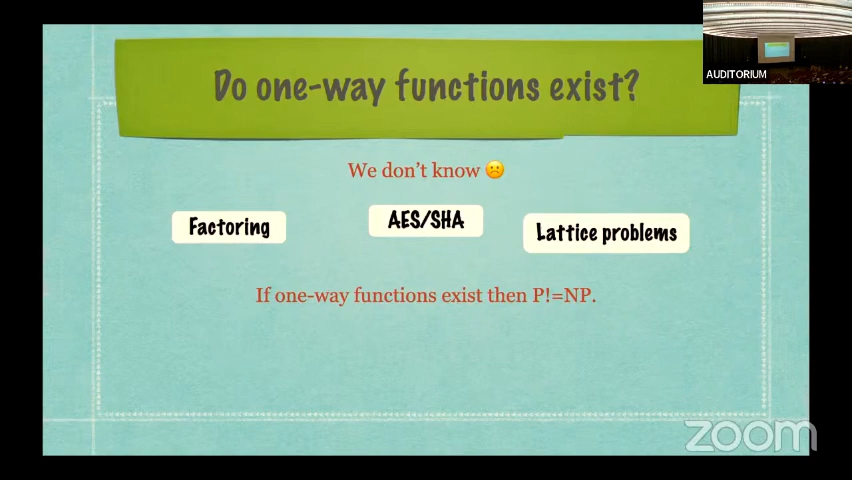 Do one-way functions exist?
AUDITORIUM
We don't know ☹️
Factoring
AES/SHA
Lattice problems
If one-way functions exist then P!=NP.
zoom